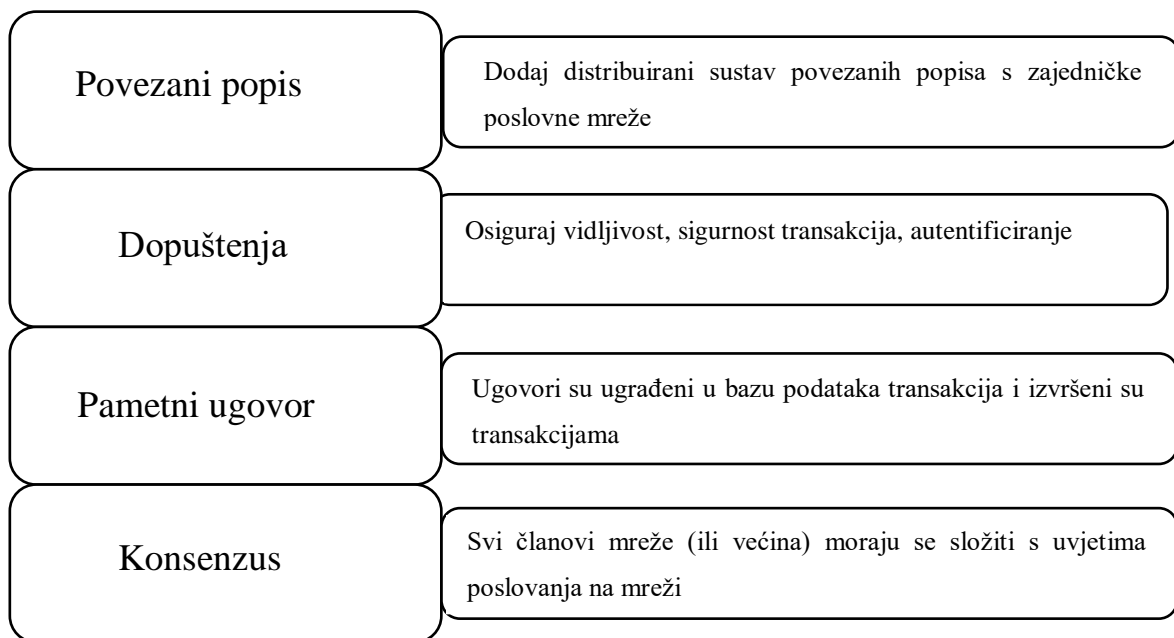 Povezani popis
Dodaj distribuirani sustav povezanih popisa s zajedničke
poslovne mreže
Dopuštenja
Osiguraj vidljivost, sigurnost transakcija, autentificiranje
Pametni ugovor
Ugovori su ugrađeni u bazu podataka transakcija i izvršeni su
transakcijama
Konsenzus
Svi članovi mreže (ili većina) moraju se složiti s uvjetima
poslovanja na mreži